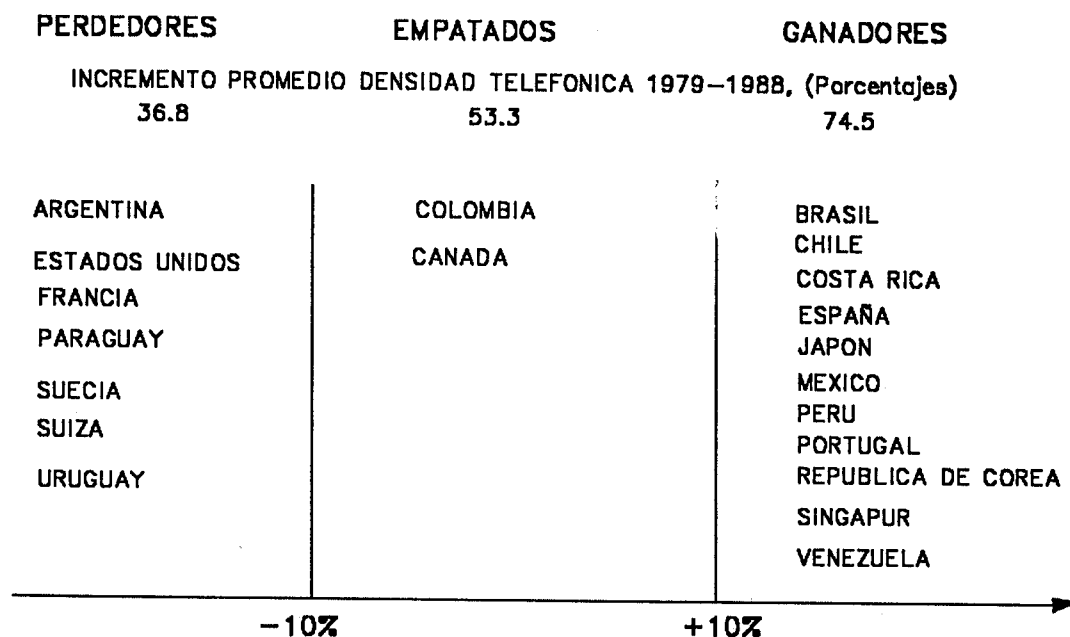 PERDEDORES EMPATADOS GANADORES
INCREMENTO PROMEDIO DENSIDAD TELEFONICA 1979-1988, (Porcentajes)
36.8 53.3 74.5
ARGENTINA
ESTADOS UNIDOS
FRANCIA
PARAGUAY
SUECIA
SUIZA
URUGUAY
COLOMBIA
CANADA
BRASIL
CHILE
COSTA RICA
ESPAÑA
JAPON
MEXICO
PERU
PORTUGAL
REPUBLICA DE COREA
SINGAPUR
VENEZUELA
-10% +10%